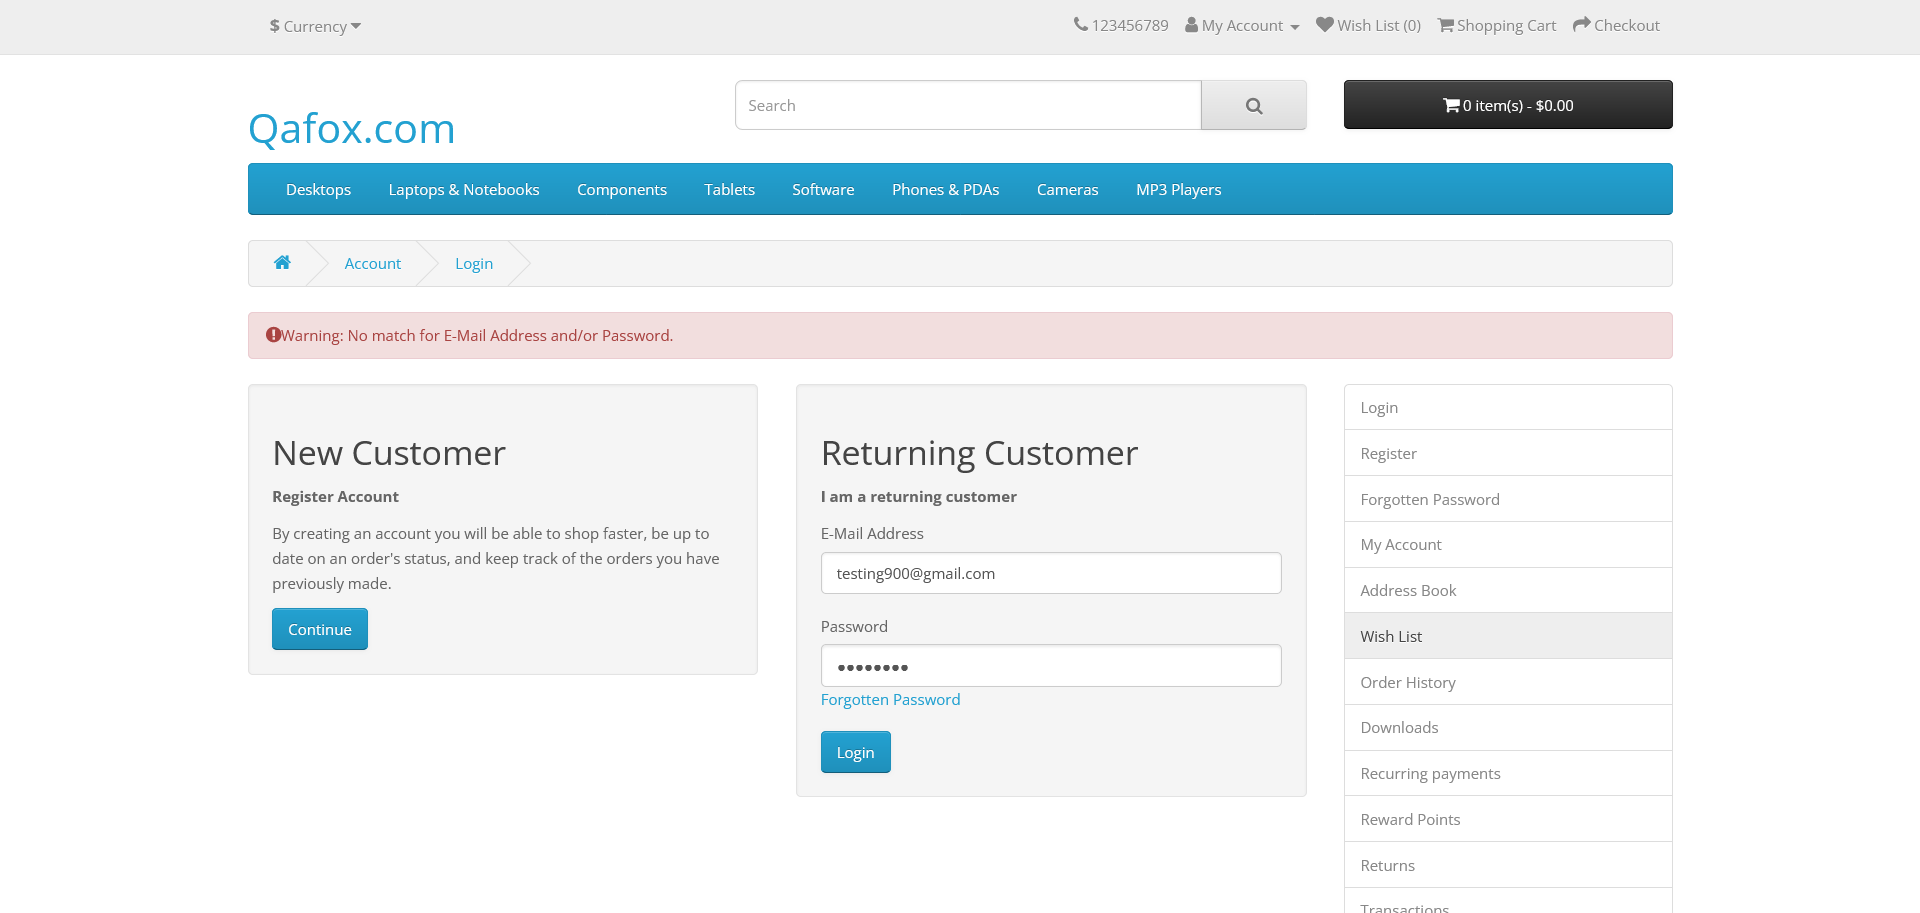 $ Currency
123456789 My Account Wish List (0) Shopping Cart Checkout
Qafox.com
Search
0 item(s) - $0.00
Desktops Laptops & Notebooks Components Tablets Software Phones & PDAs Cameras MP3 Players
Account Login
Warning: No match for E-Mail Address and/or Password.
New Customer
Register Account
By creating an account you will be able to shop faster, be up to
date on an order's status, and keep track of the orders you have
previously made.
Continue
Returning Customer
I am a returning customer
E-Mail Address
testing900@gmail.com
Password
••••••••
Forgotten Password
Login
Login
Register
Forgotten Password
My Account
Address Book
Wish List
Order History
Downloads
Recurring payments
Reward Points
Returns
Transactions